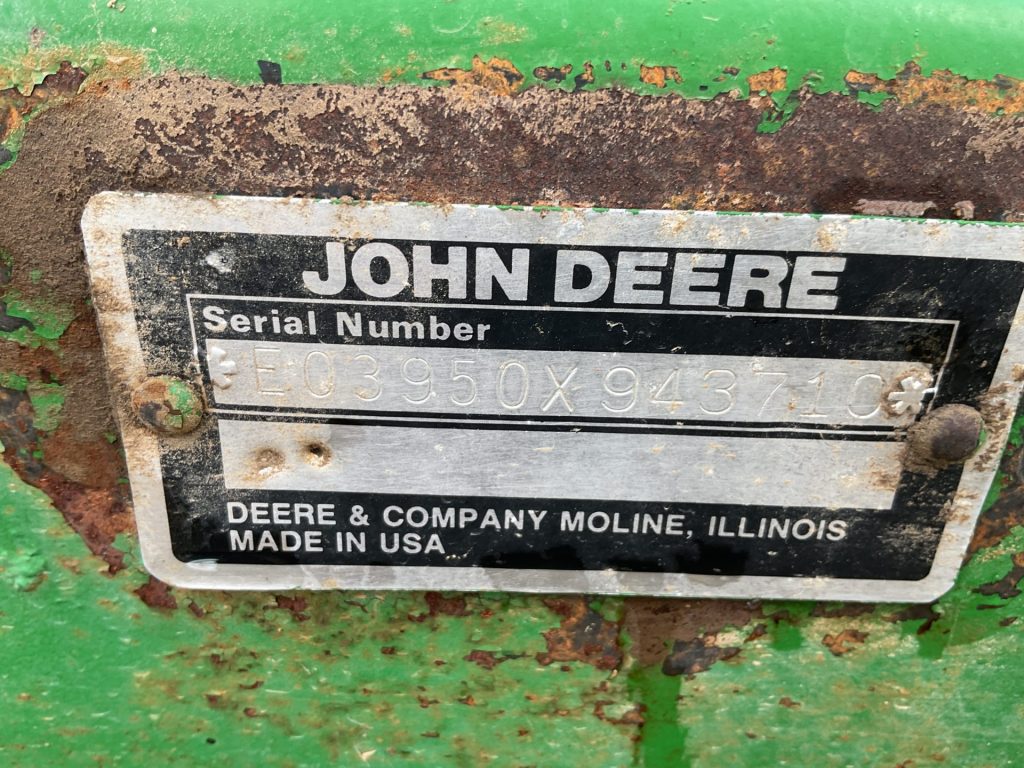 JOHN DEERE
Serial Number
*E03950X943710*
DEERE & COMPANY MOLINE, ILLINOIS
MADE IN USA